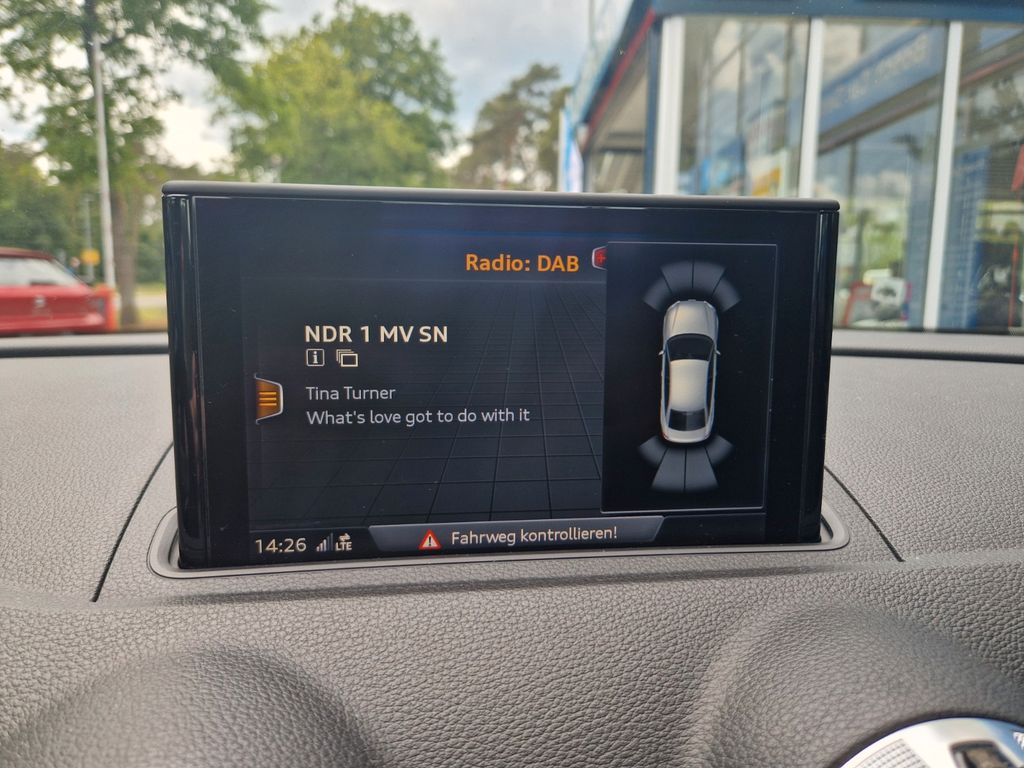 Radio: DAB
NDR 1 MV SN
Tina Turner
What's love got to do with it
14:26 LTE
Fahrweg kontrollieren!